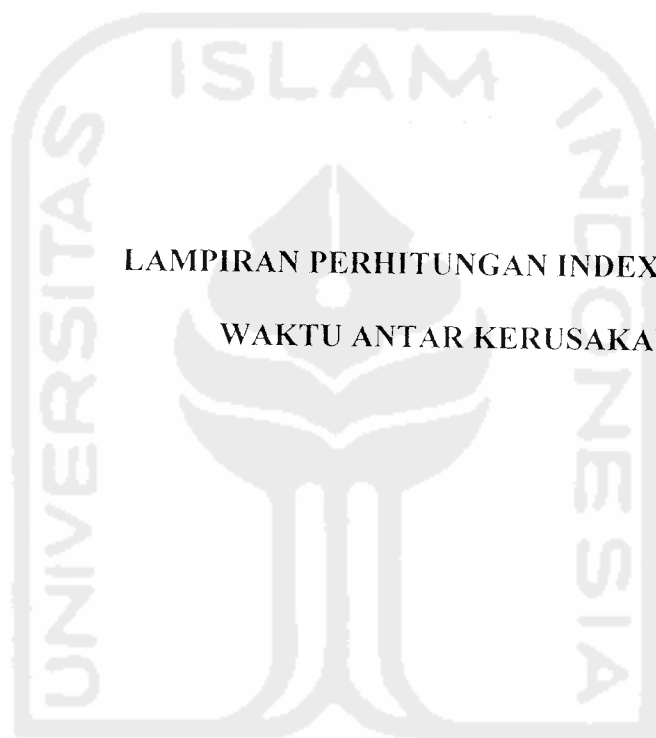 ISLAM
UNIVERSITAS
INDONESIA
LAMPIRAN PERHITUNGAN INDEX
WAKTU ANTAR KERUSAKA